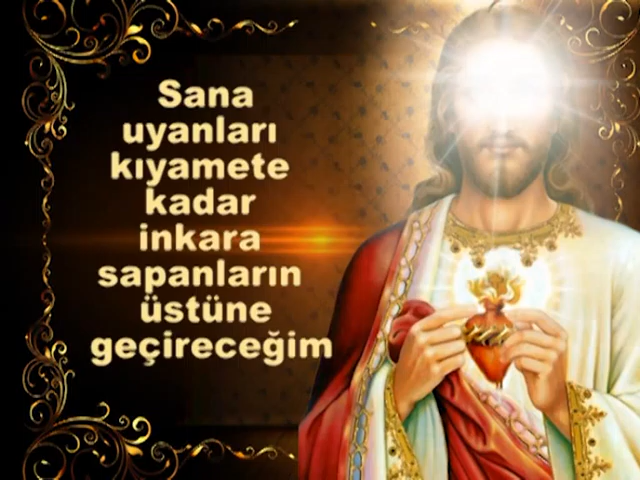 Sana
uyanları
kıyamete
kadar
inkara
sapanların
üstüne
geçireceğim